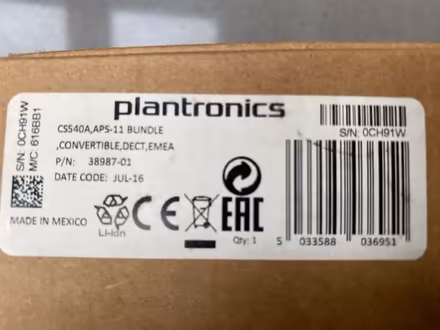 plantronics
CS540A,APS-11 BUNDLE
,CONVERTIBLE,DECT,EMEA
P/N: 38987-01
DATE CODE: JUL-16
S/N: 0CH91W
M/C: 616BB1
S/N: 0CH91W
MADE IN MEXICO
Li-ion
CE
EAC
Qty: 1
5 033588 036951